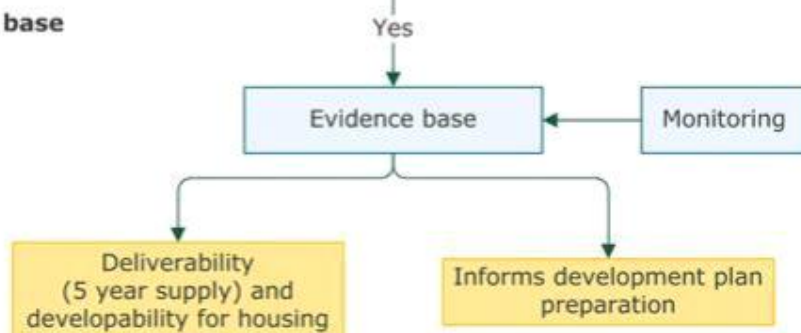 base
Yes
Evidence base
Monitoring
Deliverability
(5 year supply) and
developability for housing
Informs development plan
preparation